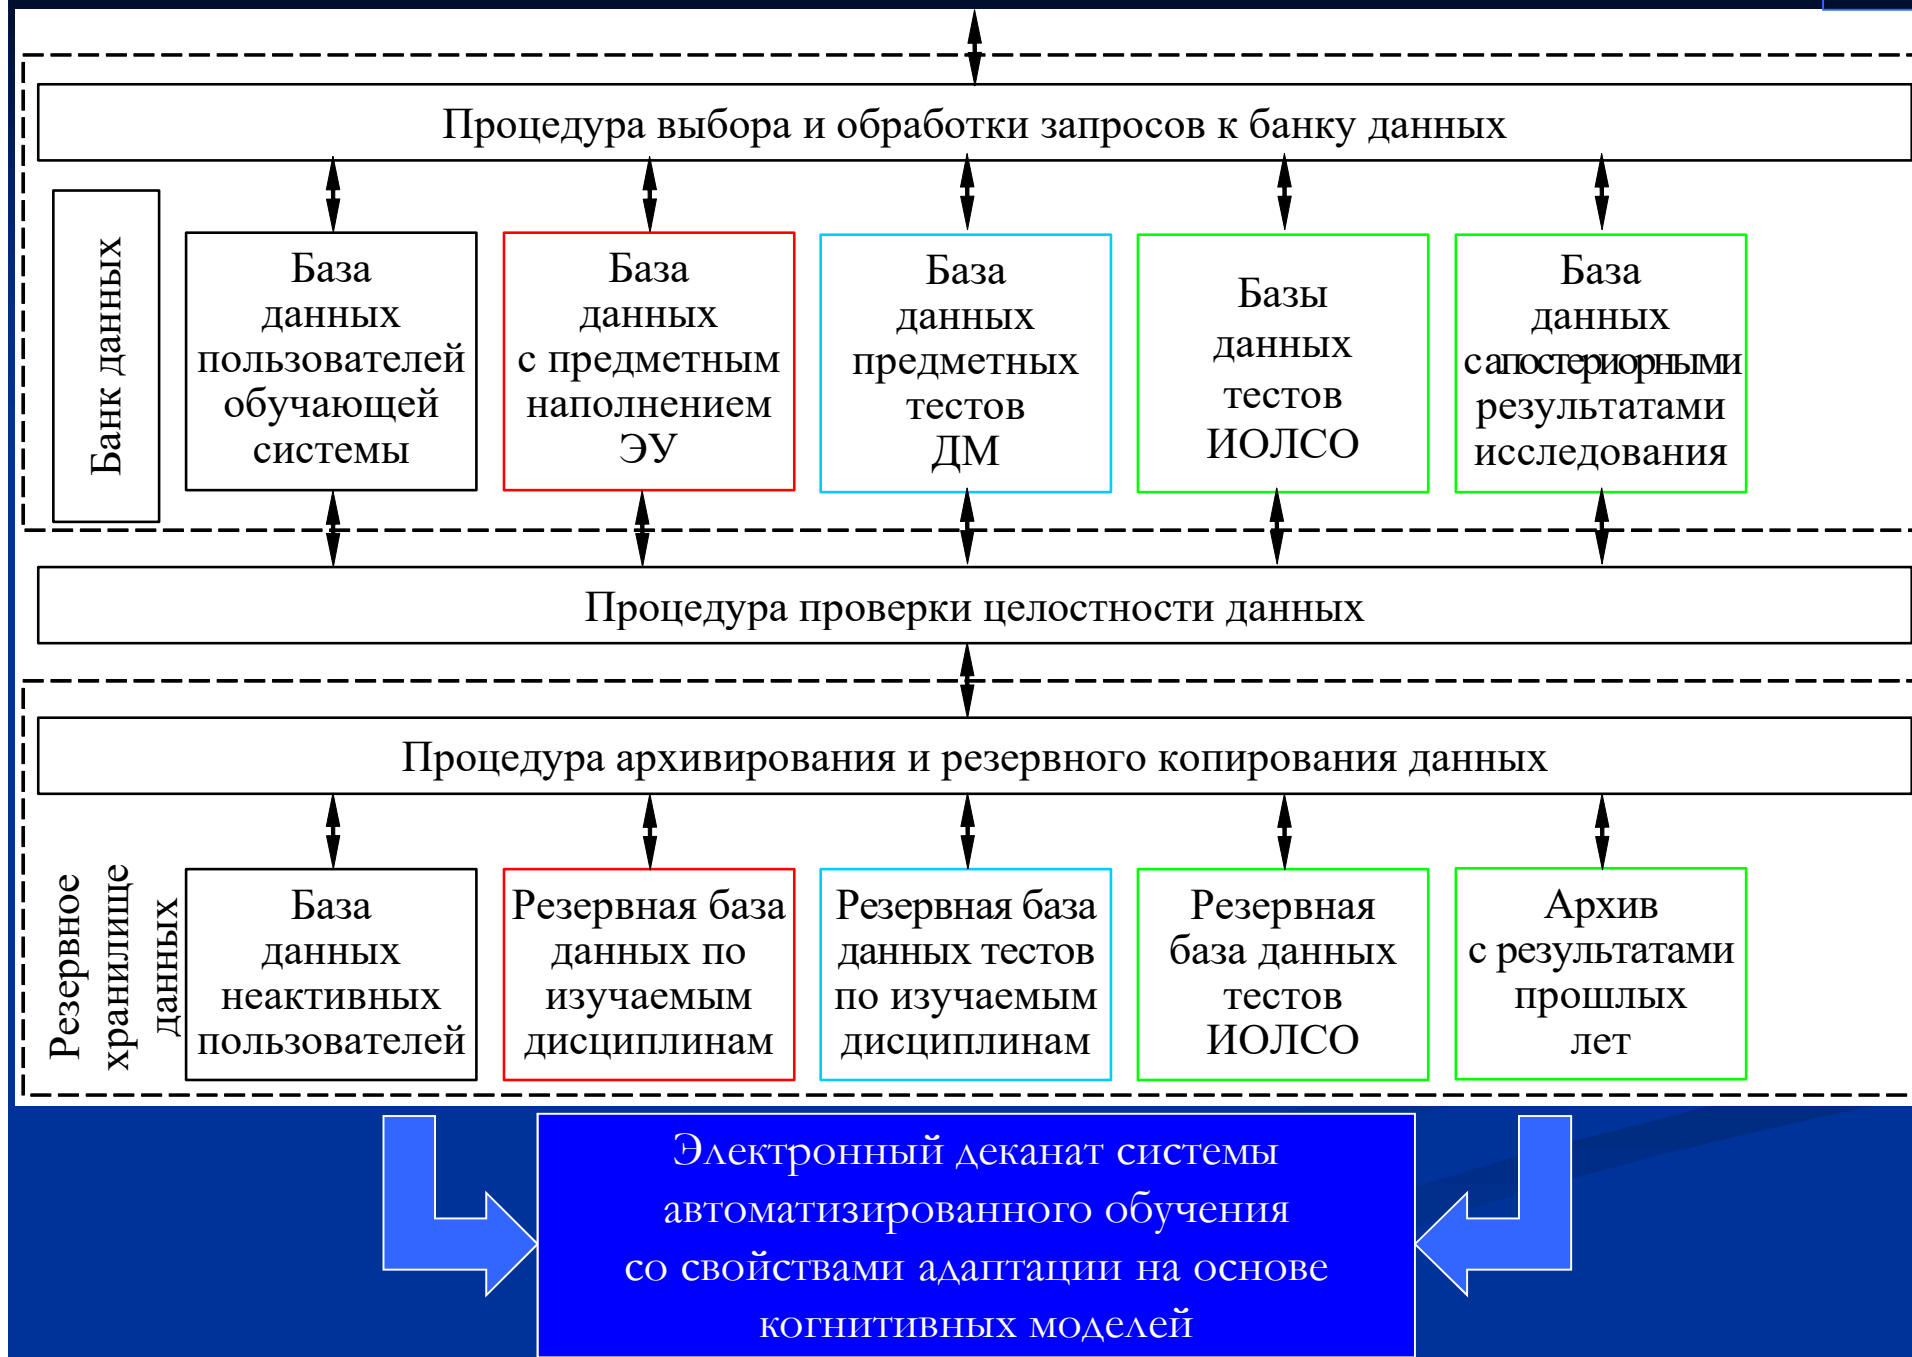 Процедура выбора и обработки запросов к банку данных
Банк данных
База
данных
пользователей
обучающей
системы
База
данных
с предметным
наполнением
ЭУ
База
данных
предметных
тестов
ДМ
Базы
данных
тестов
ИОЛСО
База
данных
с апостериорными
результатами
исследования
Процедура проверки целостности данных
Процедура архивирования и резервного копирования данных
Резервное
хранилище
данных
База
данных
неактивных
пользователей
Резервная база
данных по
изучаемым
дисциплинам
Резервная база
данных тестов
по изучаемым
дисциплинам
Резервная
база данных
тестов
ИОЛСО
Архив
с результатами
прошлых
лет
Электронный деканат системы
автоматизированного обучения
со свойствами адаптации на основе
когнитивных моделей